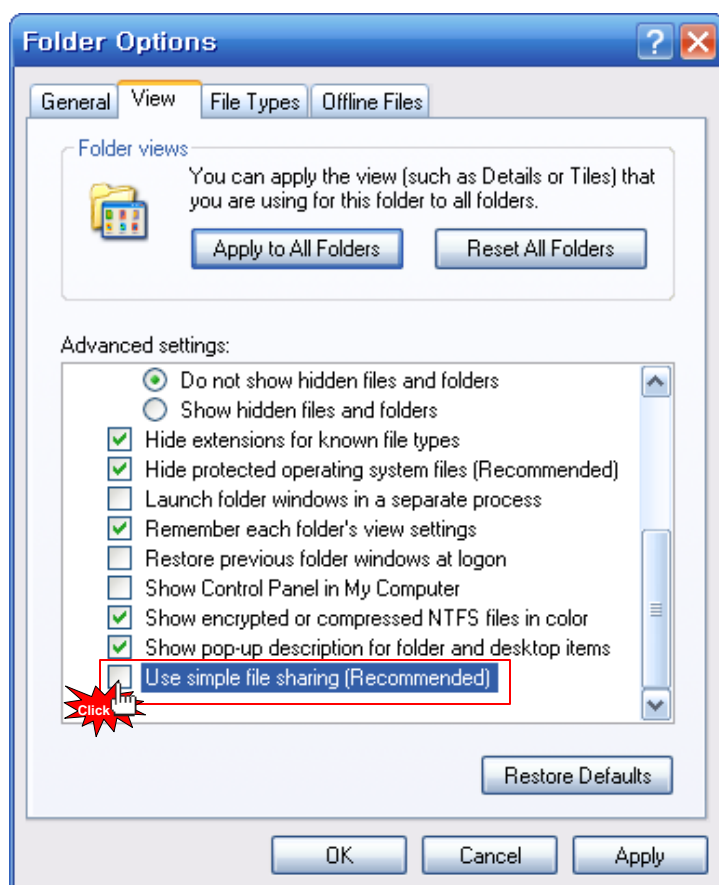 Folder Options
General View File Types Offline Files
Folder views
You can apply the view (such as Details or Tiles) that
you are using for this folder to all folders.
Apply to All Folders Reset All Folders
Advanced settings:
Do not show hidden files and folders
Show hidden files and folders
Hide extensions for known file types
Hide protected operating system files (Recommended)
Launch folder windows in a separate process
Remember each folder's view settings
Restore previous folder windows at logon
Show Control Panel in My Computer
Show encrypted or compressed NTFS files in color
Show pop-up description for folder and desktop items
Use simple file sharing (Recommended)
Click
Restore Defaults
OK Cancel Apply